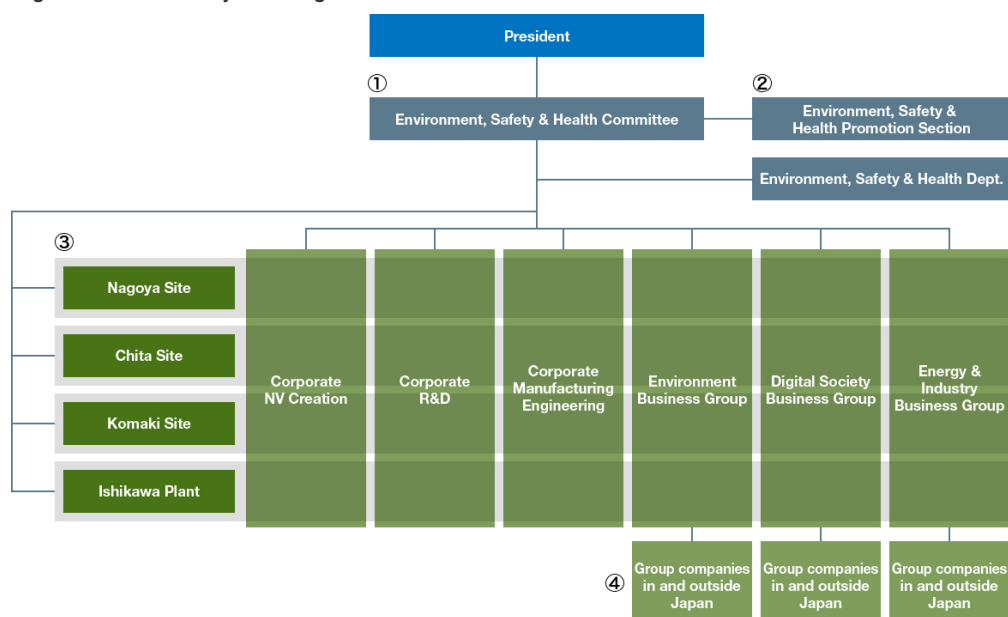 President
①
②
Environment, Safety & Health Committee
Environment, Safety &
Health Promotion Section
Environment, Safety & Health Dept.
③
Nagoya Site
Chita Site
Komaki Site
Ishikawa Plant
Corporate
NV Creation
Corporate
R&D
Corporate
Manufacturing
Engineering
Environment
Business Group
Digital Society
Business Group
Energy &
Industry
Business Group
④
Group companies
in and outside
Japan
Group companies
in and outside
Japan
Group companies
in and outside
Japan